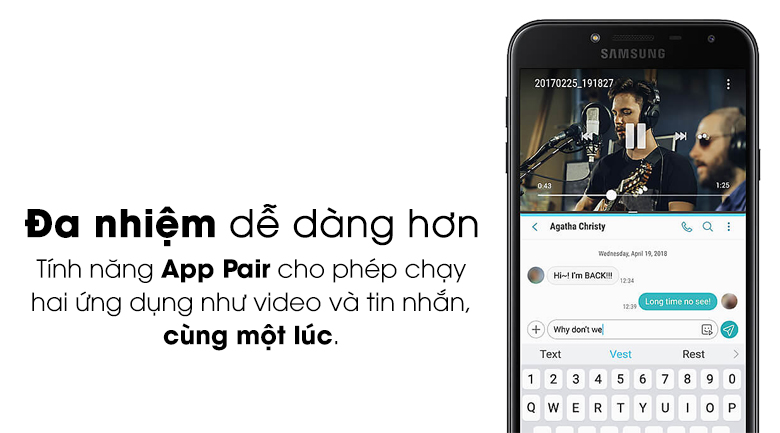 Đa nhiệm dễ dàng hơn
Tính năng App Pair cho phép chạy
hai ứng dụng như video và tin nhắn,
cùng một lúc.
SAMSUNG
20170225_191827
0:43
1:25
Agatha Christy
Wednesday, April 19, 2018
Hi~! I'm BACK!!!
12:34
12:39
Long time no see!
Why don't we
Text Vest Rest
1 2 3 4 5 6 7 8 9 0
Q W E R T Y U I O P